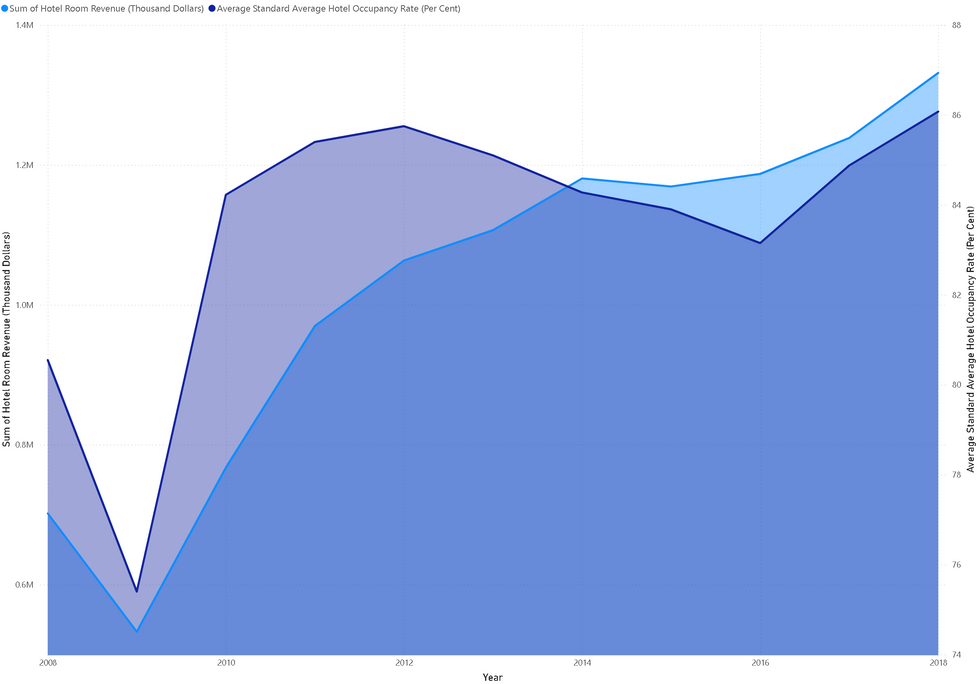 Sum of Hotel Room Revenue (Thousand Dollars) Average Standard Average Hotel Occupancy Rate (Per Cent)
1.4M
1.2M
1.0M
0.8M
0.6M
Sum of Hotel Room Revenue (Thousand Dollars)
88
86
84
82
80
78
76
74
Average Standard Average Hotel Occupancy Rate (Per Cent)
2008 2010 2012 2014 2016 2018
Year